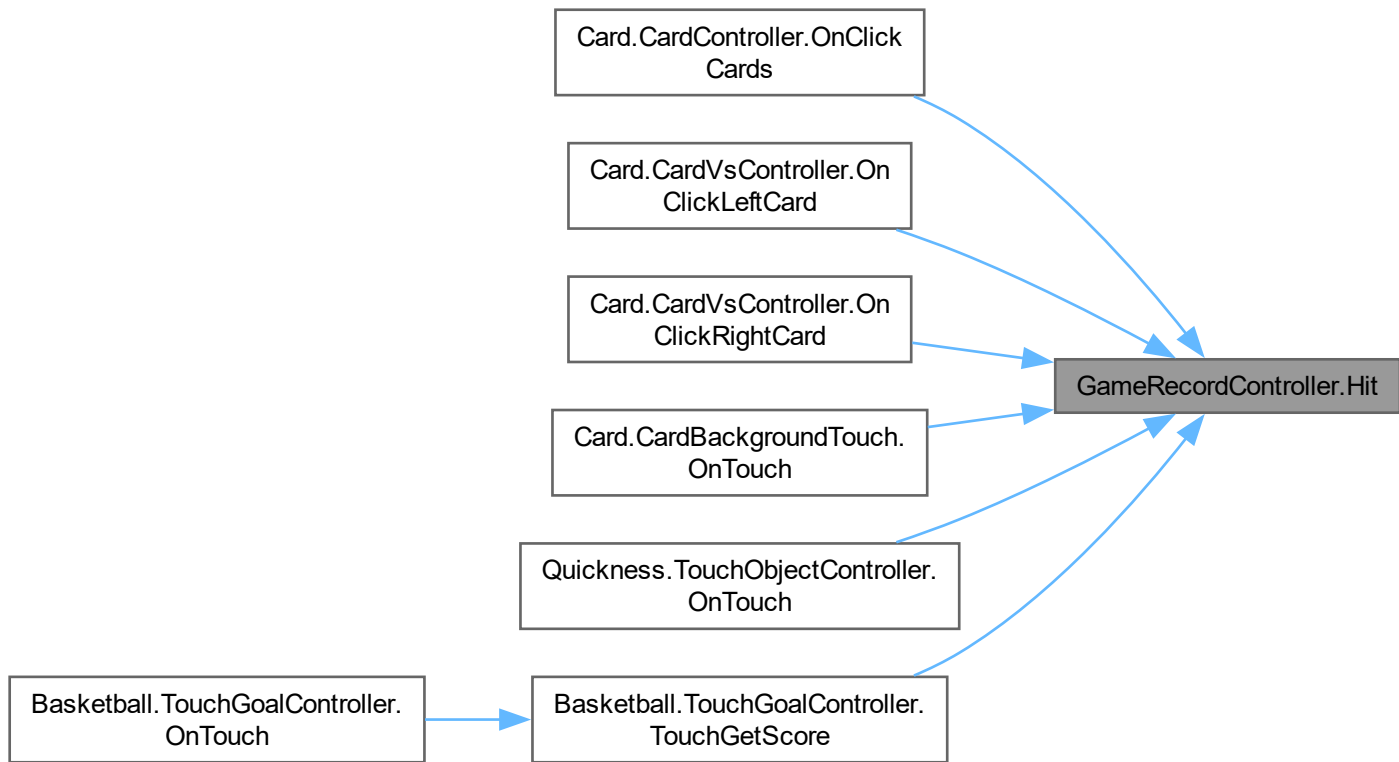 Card.CardController.OnClick
Cards
Card.CardVsController.On
ClickLeftCard
Card.CardVsController.On
ClickRightCard
GameRecordController.Hit
Card.CardBackgroundTouch.
OnTouch
Quickness.TouchObjectController.
OnTouch
Basketball.TouchGoalController.
OnTouch
Basketball.TouchGoalController.
TouchGetScore